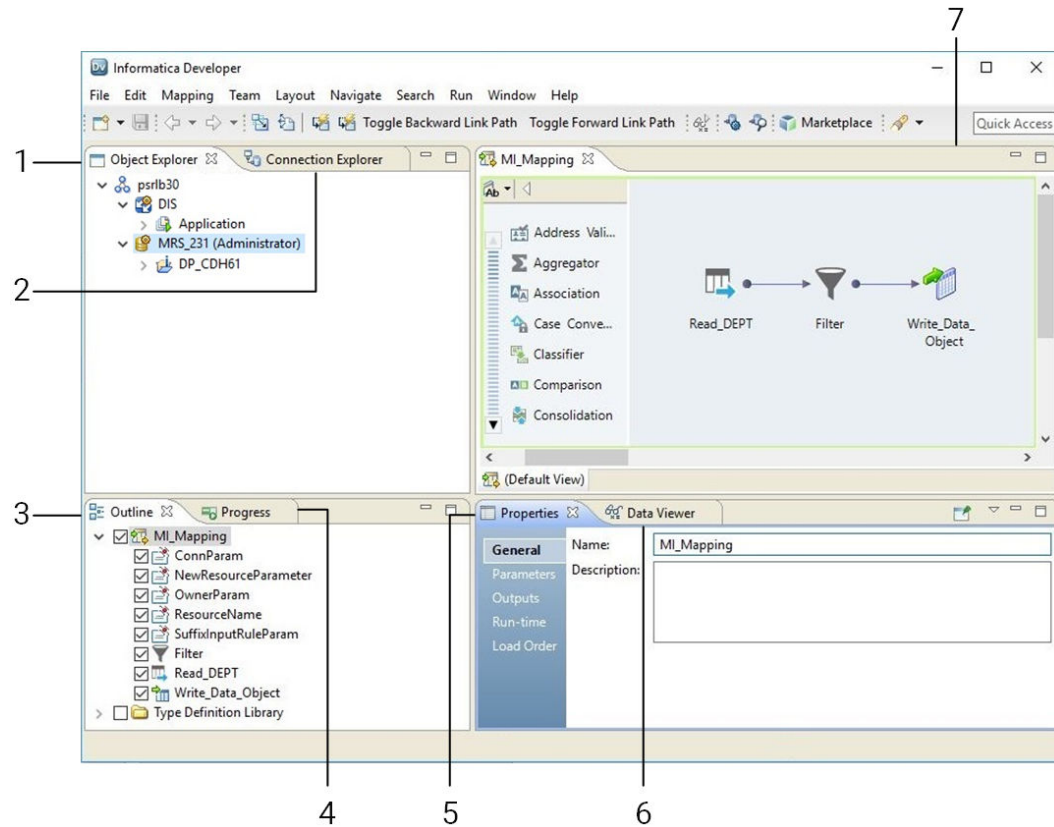 7
Informatica Developer
File Edit Mapping Team Layout Navigate Search Run Window Help
Toggle Backward Link Path Toggle Forward Link Path Marketplace Quick Access
1
Object Explorer Connection Explorer
psrlb30
DIS
Application
MRS_231 (Administrator)
DP_CDH61
2
MI_Mapping
Ab
Address Vali...
Aggregator
Association
Case Conve...
Classifier
Comparison
Consolidation
Read_DEPT Filter Write_Data_
Object
(Default View)
3
Outline Progress
MI_Mapping
ConnParam
NewResourceParameter
OwnerParam
ResourceName
SuffixInputRuleParam
Filter
Read_DEPT
Write_Data_Object
Type Definition Library
Properties Data Viewer
General
Parameters
Outputs
Run-time
Load Order
Name: MI_Mapping
Description:
4 5 6